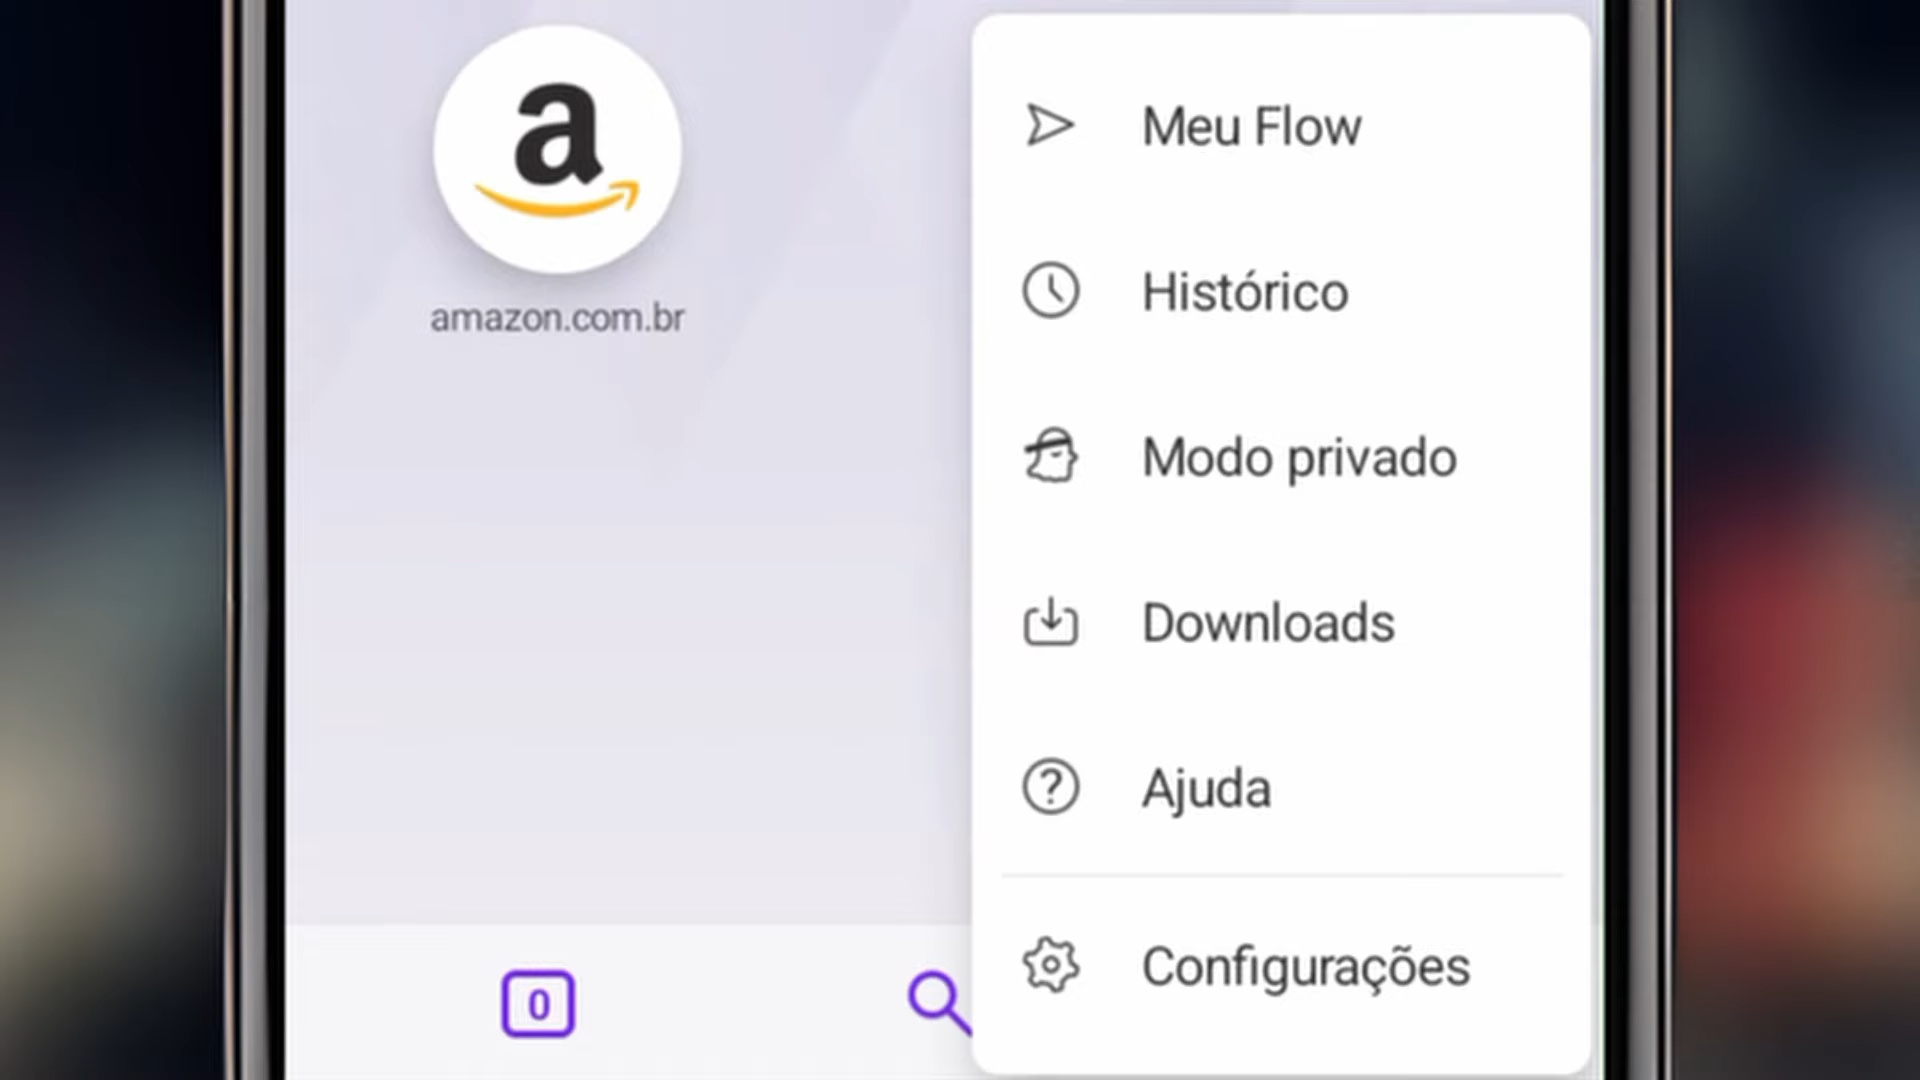 a
amazon.com.br
Meu Flow
Histórico
Modo privado
Downloads
?
Ajuda
Configurações
0